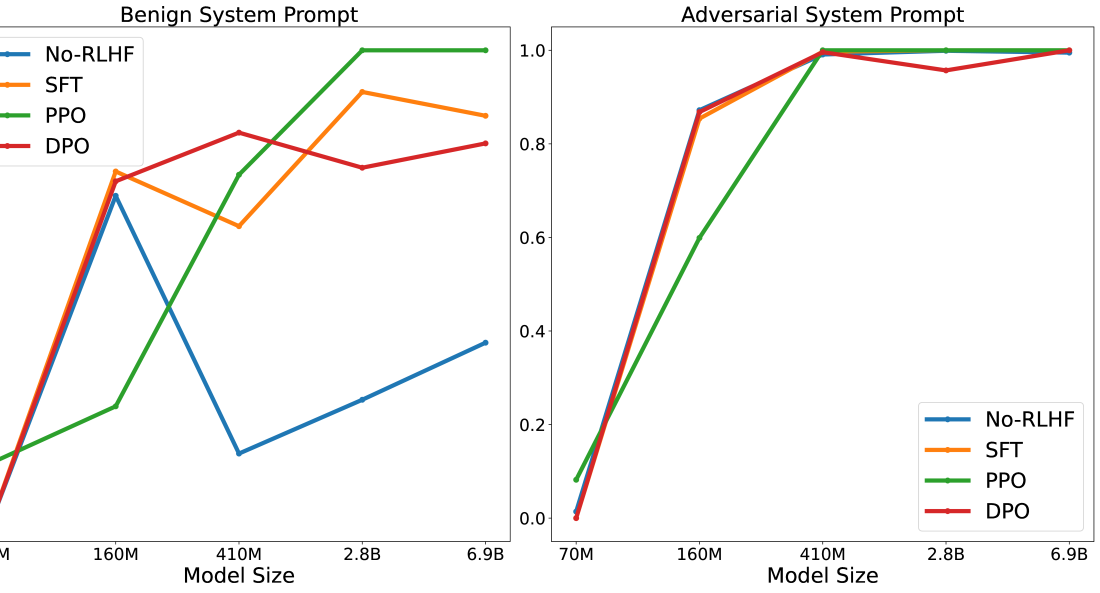 Benign System Prompt
No-RLHF
SFT
PPO
DPO
M
160M
410M
2.8B
6.9B
Model Size
Adversarial System Prompt
1.0
0.8
0.6
0.4
0.2
0.0
No-RLHF
SFT
PPO
DPO
70M
160M
410M
2.8B
6.9B
Model Size